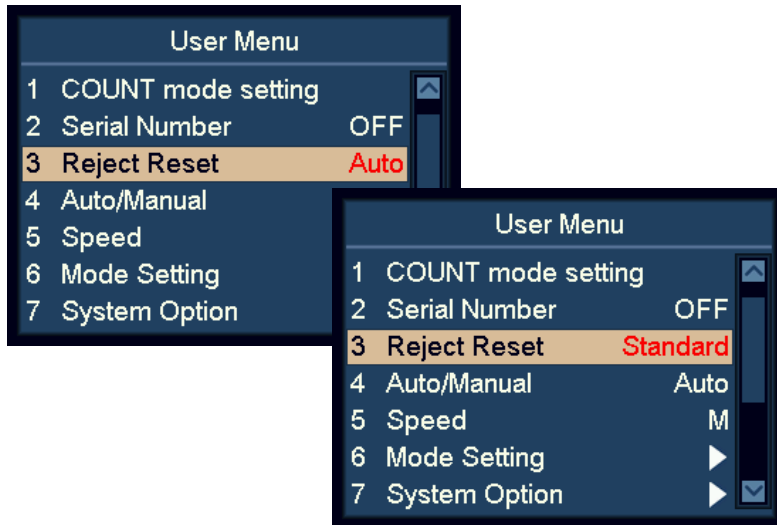 User Menu
1 COUNT mode setting
2 Serial Number OFF
3 Reject Reset Auto
4 Auto/Manual
5 Speed
6 Mode Setting
7 System Option
User Menu
1 COUNT mode setting
2 Serial Number OFF
3 Reject Reset Standard
4 Auto/Manual Auto
5 Speed M
6 Mode Setting
7 System Option